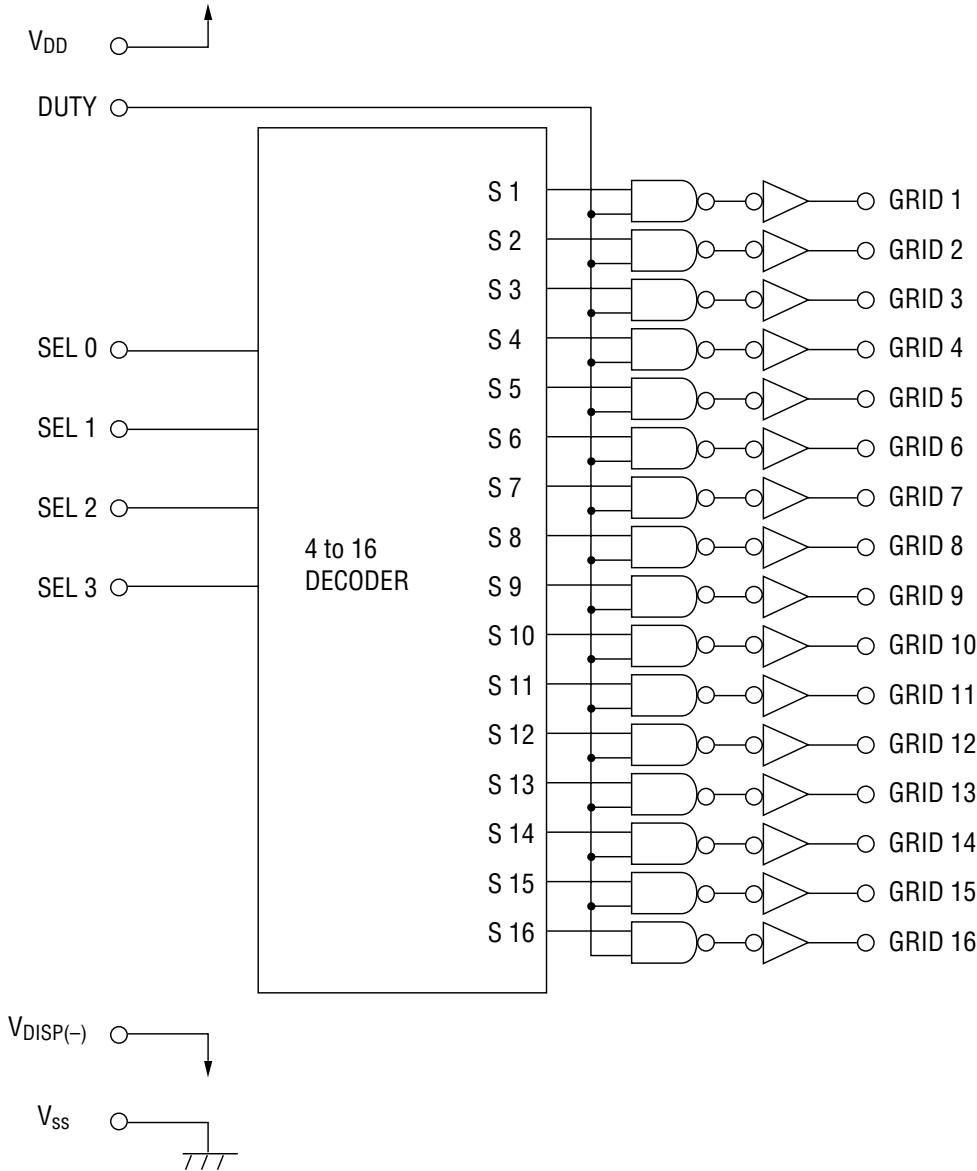 VDD
DUTY
S 1 GRID 1
S 2 GRID 2
S 3 GRID 3
SEL 0 S 4 GRID 4
S 5 GRID 5
SEL 1 S 6 GRID 6
SEL 2 S 7 GRID 7
4 to 16 S 8 GRID 8
SEL 3 DECODER S 9 GRID 9
S 10 GRID 10
S 11 GRID 11
S 12 GRID 12
S 13 GRID 13
S 14 GRID 14
S 15 GRID 15
S 16 GRID 16
VDISP(–)
Vss